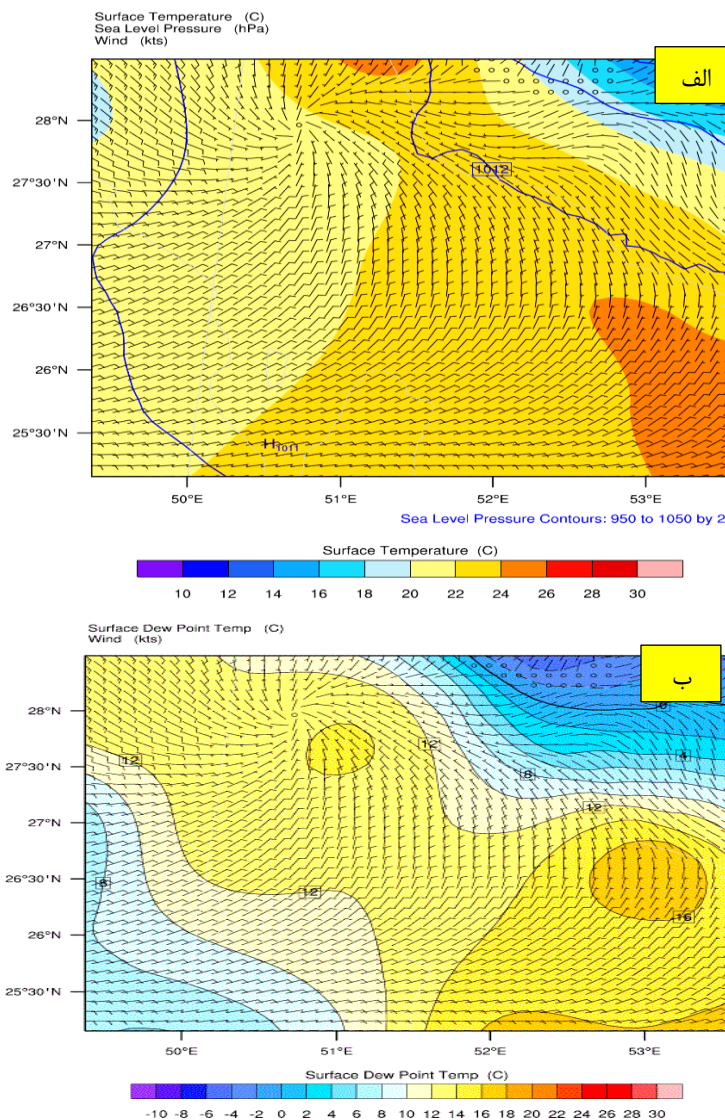 Surface Temperature (C)
Sea Level Pressure (hPa)
Wind (kts)
الف
28°N
27°30'N
1012
27°N
26°30'N
26°N
25°30'N
H1011
50°E 51°E 52°E 53°E
Sea Level Pressure Contours: 950 to 1050 by 2
Surface Temperature (C)
10 12 14 16 18 20 22 24 26 28 30
Surface Dew Point Temp (C)
Wind (kts)
ب
0
28°N
12 12 4
27°30'N
8
12
27°N
26°30'N
8 12
16
26°N
25°30'N
50°E 51°E 52°E 53°E
Surface Dew Point Temp (C)
-10 -8 -6 -4 -2 0 2 4 6 8 10 12 14 16 18 20 22 24 26 28 30